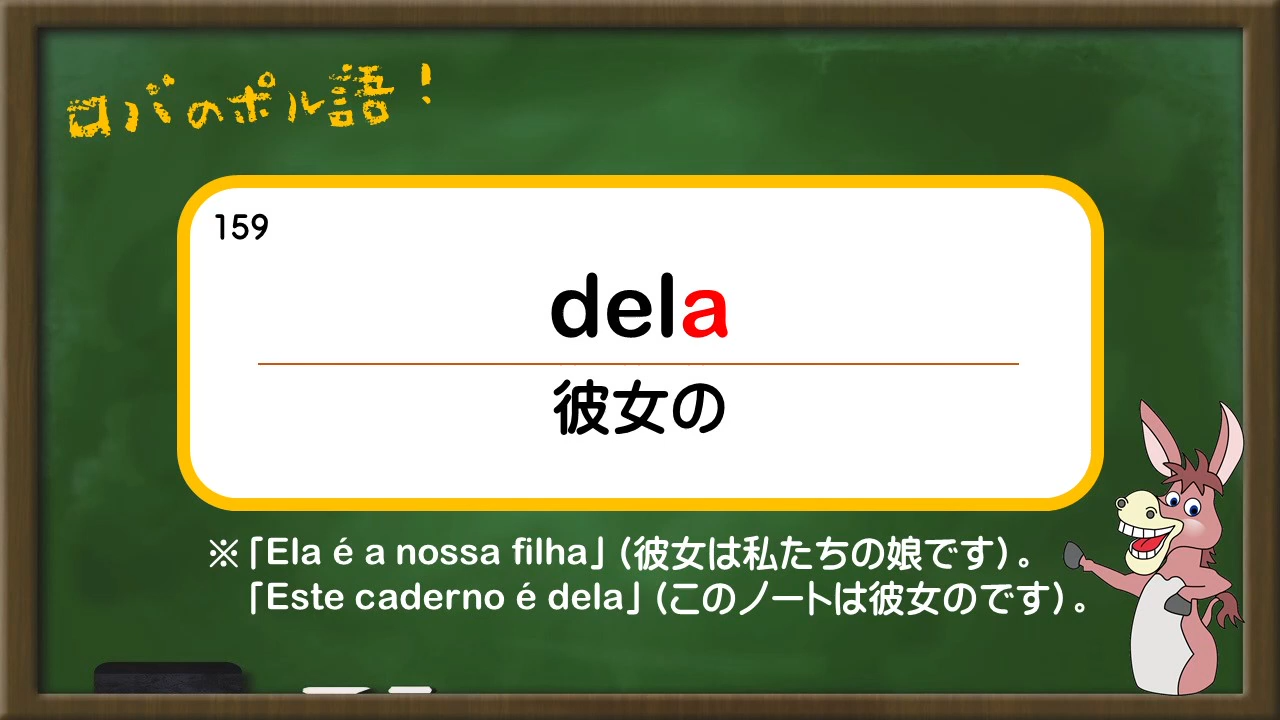 ロバのポル語！
159
dela
彼女の
※「Ela é a nossa filha」（彼女は私たちの娘です）。
「Este caderno é dela」（このノートは彼女のです）。